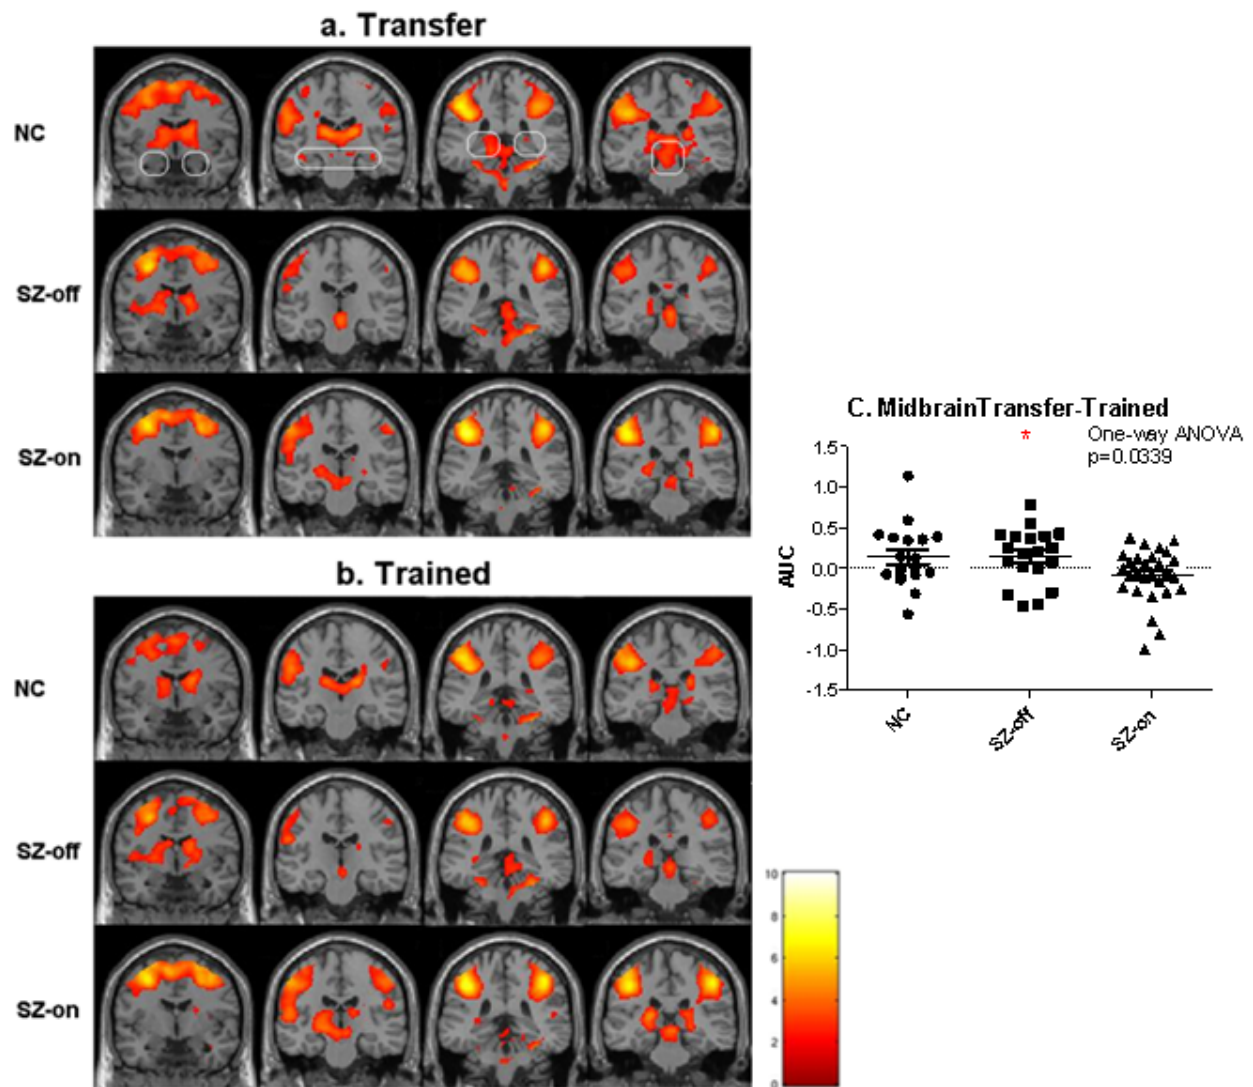 a. Transfer
NC
SZ-off
SZ-on
b. Trained
NC
SZ-off
SZ-on
10
8
6
4
2
0
C. MidbrainTransfer-Trained
*
One-way ANOVA
p=0.0339
AUC
1.5
1.0
0.5
0.0
-0.5
-1.0
-1.5
NC
SZ-off
SZ-on